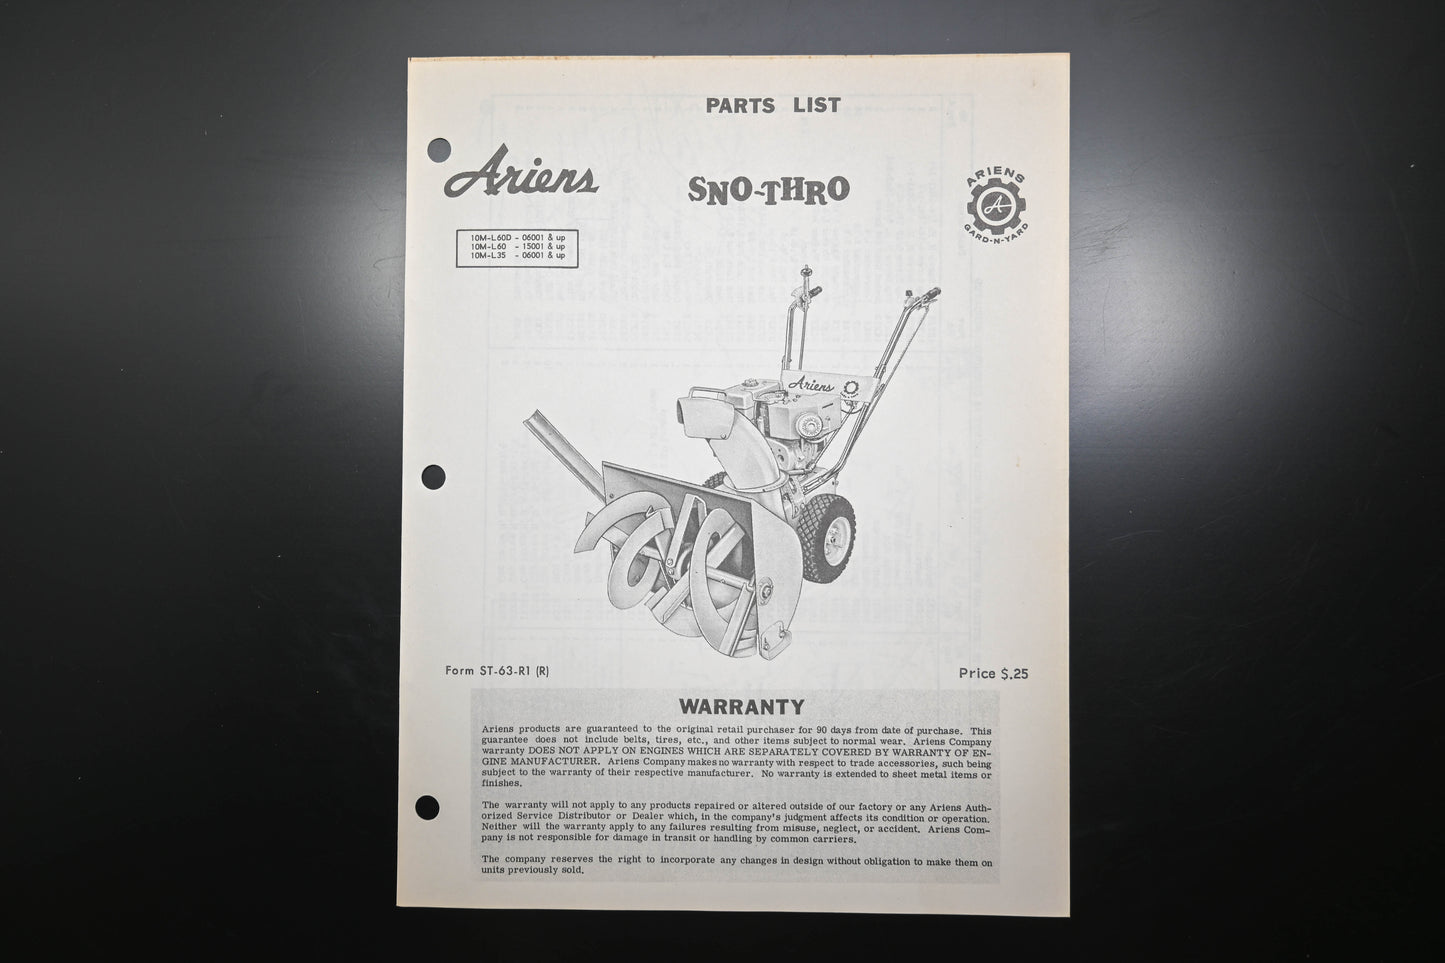 PARTS LIST
Ariens
SNO-THRO
ARIENS
A
GARD-N-YARD
10M-L60D - 06001 & up
10M-L60 - 15001 & up
10M-L35 - 06001 & up
Ariens
Form ST-63-R1 (R)
Price $.25
WARRANTY
Ariens products are guaranteed to the original retail purchaser for 90 days from date of purchase. This
guarantee does not include belts, tires, etc., and other items subject to normal wear. Ariens Company
warranty DOES NOT APPLY ON ENGINES WHICH ARE SEPARATELY COVERED BY WARRANTY OF EN-
GINE MANUFACTURER. Ariens Company makes no warranty with respect to trade accessories, such being
subject to the warranty of their respective manufacturer. No warranty is extended to sheet metal items or
finishes.
The warranty will not apply to any products repaired or altered outside of our factory or any Ariens Auth-
orized Service Distributor or Dealer which, in the company's judgment affects its condition or operation.
Neither will the warranty apply to any failures resulting from misuse, neglect, or accident. Ariens Com-
pany is not responsible for damage in transit or handling by common carriers.
The company reserves the right to incorporate any changes in design without obligation to make them on
units previously sold.